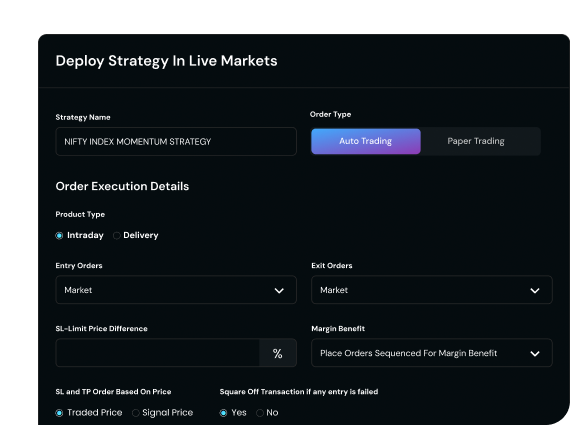 Deploy Strategy In Live Markets
Strategy Name
Order Type
NIFTY INDEX MOMENTUM STRATEGY
Auto Trading
Paper Trading
Order Execution Details
Product Type
Intraday
Delivery
Entry Orders
Exit Orders
Market
Market
SL-Limit Price Difference
Margin Benefit
%
Place Orders Sequenced For Margin Benefit
SL and TP Order Based On Price
Square Off Transaction if any entry is failed
Traded Price
Signal Price
Yes
No